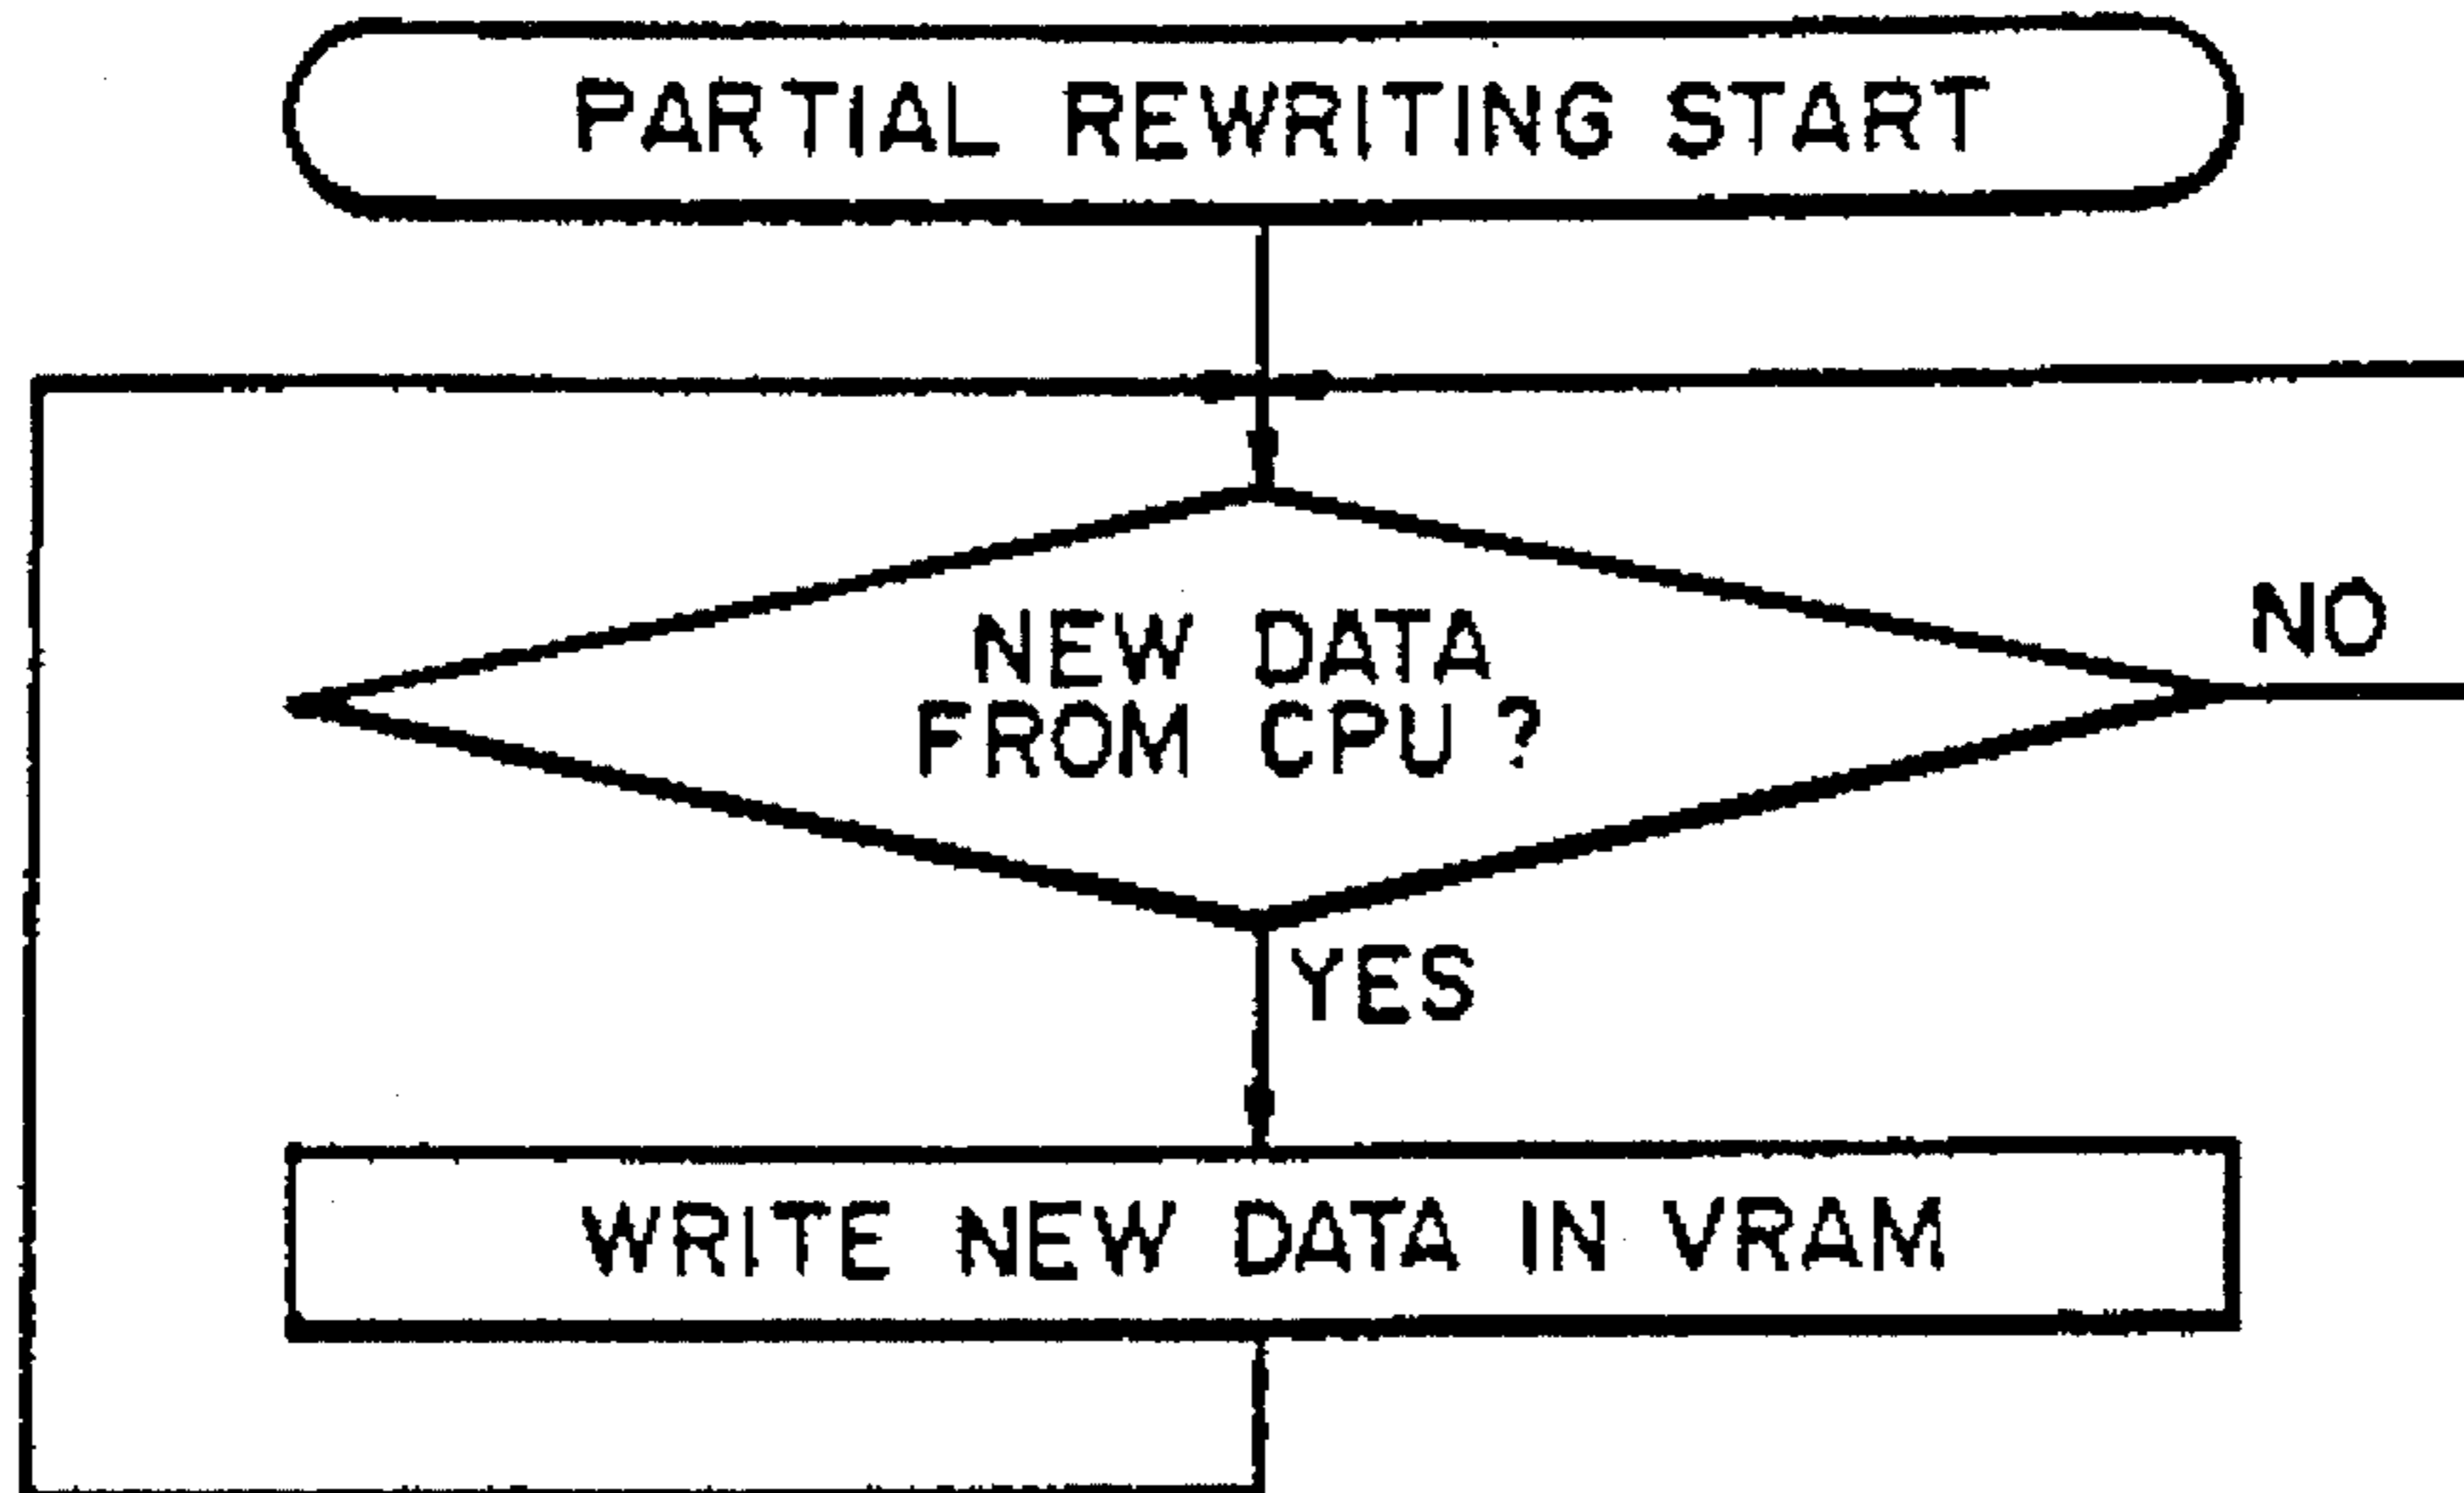 PARTIAL REWRITING START
NEW DATA
FROM CPU ?
NO
YES
WRITE NEW DATA IN VRAM